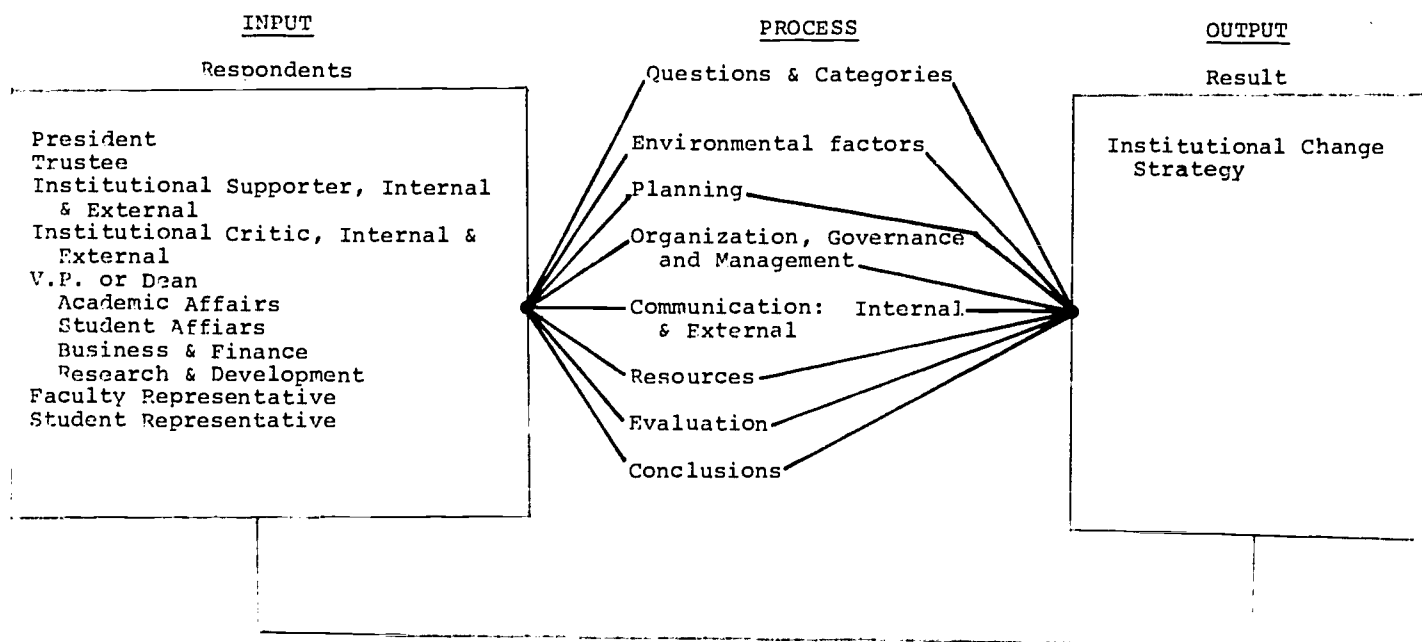 INPUT
Respondents
President
Trustee
Institutional Supporter, Internal
& External
Institutional Critic, Internal &
External
V.P. or Dean
Academic Affairs
Student Affiars
Business & Finance
Research & Development
Faculty Representative
Student Representative
PROCESS
Questions & Categories
Environmental factors
Planning
Organization, Governance
and Management
Communication: Internal
& External
Resources
Evaluation
Conclusions
OUTPUT
Result
Institutional Change
Strategy